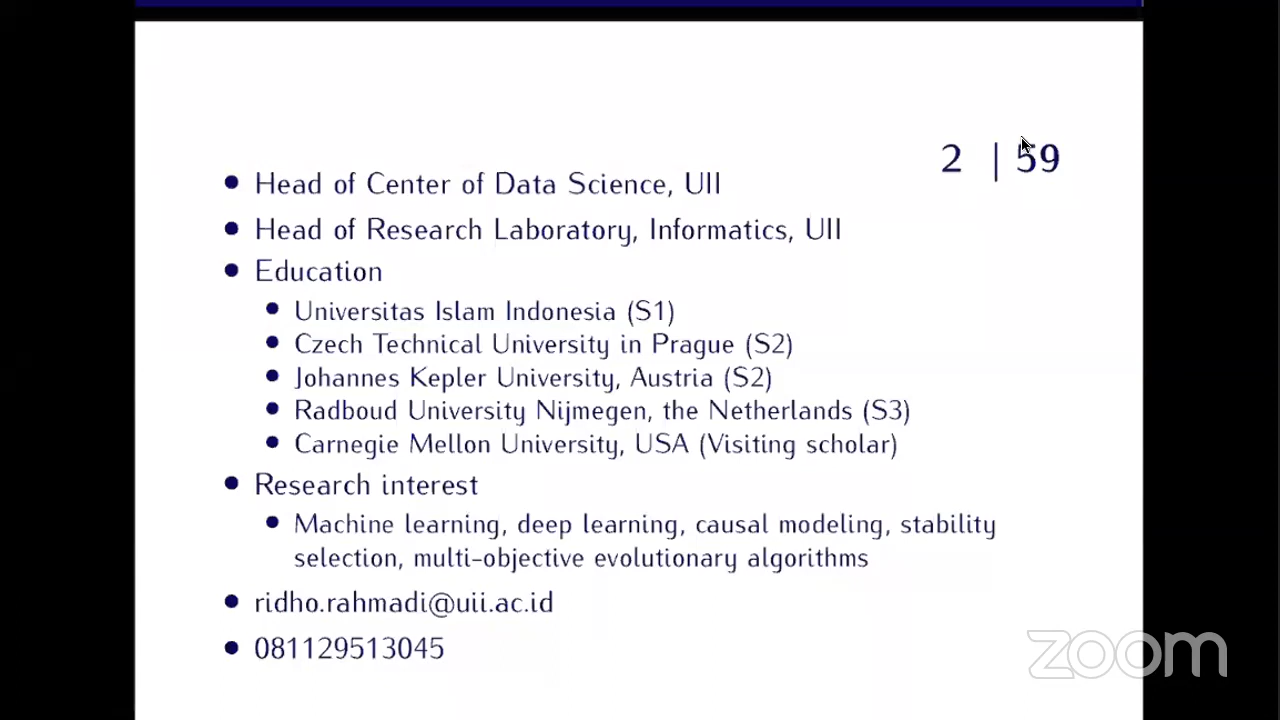 2 | 59
Head of Center of Data Science, UII
Head of Research Laboratory, Informatics, UII
Education
Universitas Islam Indonesia (S1)
Czech Technical University in Prague (S2)
Johannes Kepler University, Austria (S2)
Radboud University Nijmegen, the Netherlands (S3)
Carnegie Mellon University, USA (Visiting scholar)
Research interest
Machine learning, deep learning, causal modeling, stability
selection, multi-objective evolutionary algorithms
ridho.rahmadi@uii.ac.id
081129513045
zoom